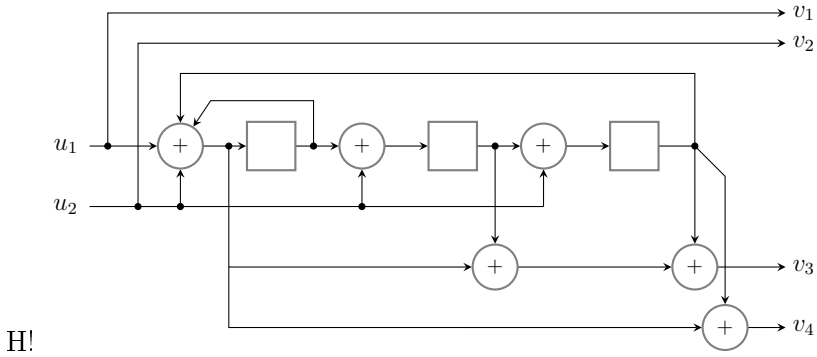 v₁
v₂
u₁ + + +
u₂
+ + v₃
+ v₄
H!